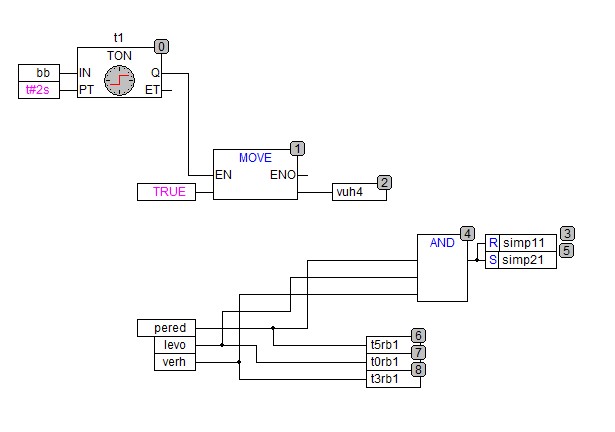 t1
0
TON
bb IN Q
t#2s PT ET
1
MOVE
EN ENO
2
TRUE vuh4
4 3
AND R simp11
5
S simp21
pered 6
levo t5rb1
7
verh t0rb1
8
t3rb1